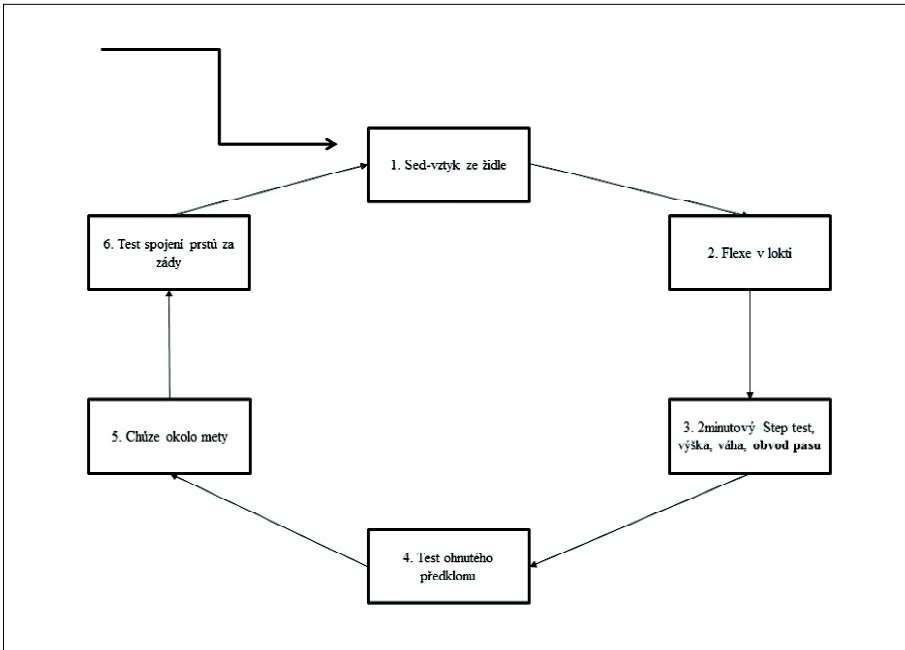 1. Sed-vztyk ze židle
2. Flexe v lokti
3. 2minutový Step test,
výška, váha, obvod pasu
4. Test ohnutého
předklonu
5. Chůze okolo mety
6. Test spojení prstů za
zády